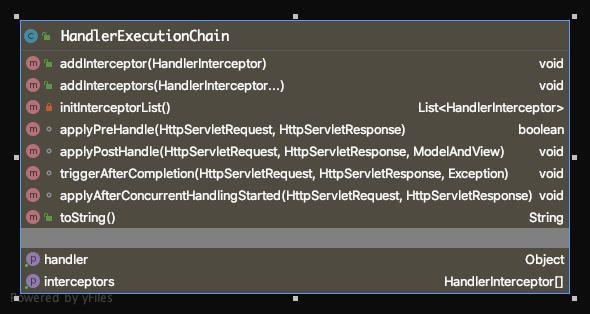 HandlerExecutionChain
addInterceptor(HandlerInterceptor) void
addInterceptors(HandlerInterceptor...) void
initInterceptorList() List<HandlerInterceptor>
applyPreHandle(HttpServletRequest, HttpServletResponse) boolean
applyPostHandle(HttpServletRequest, HttpServletResponse, ModelAndView) void
triggerAfterCompletion(HttpServletRequest, HttpServletResponse, Exception) void
applyAfterConcurrentHandlingStarted(HttpServletRequest, HttpServletResponse) void
toString() String
handler Object
interceptors HandlerInterceptor[]
Powered by yFiles